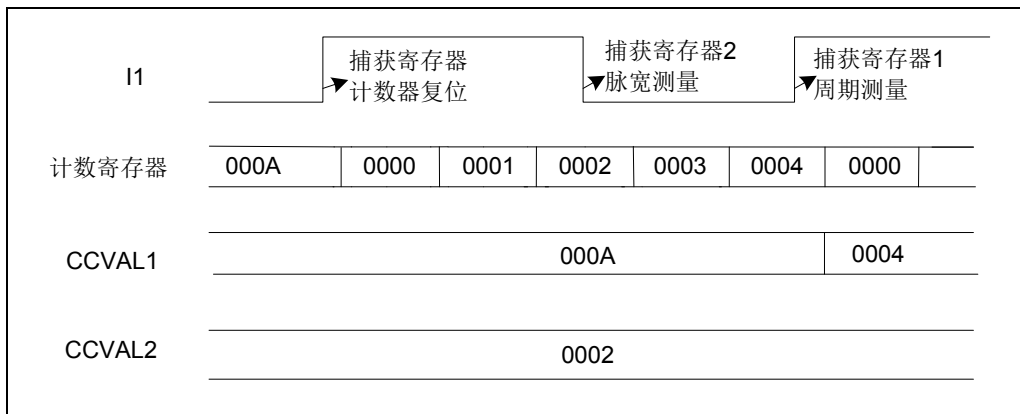 I1
捕获寄存器
计数器复位
捕获寄存器2
脉宽测量
捕获寄存器1
周期测量
计数寄存器 000A 0000 0001 0002 0003 0004 0000
CCVAL1 000A 0004
CCVAL2 0002